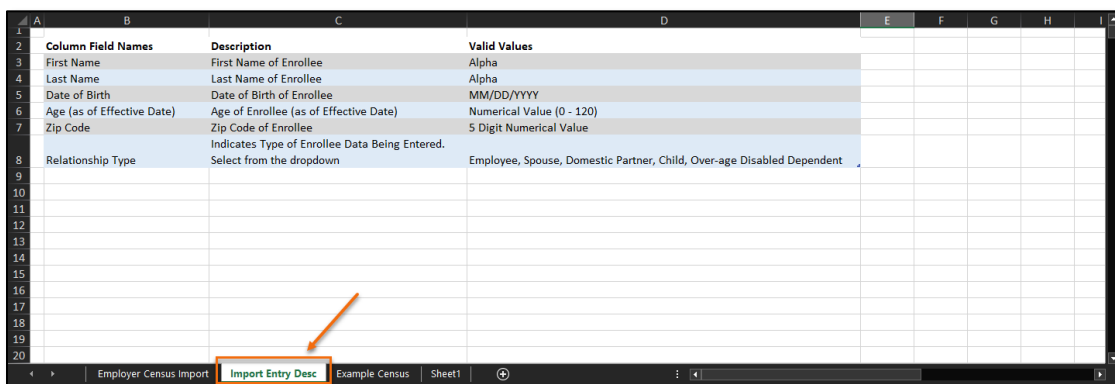 A B C D E F G H I
1
2 Column Field Names Description Valid Values
3 First Name First Name of Enrollee Alpha
4 Last Name Last Name of Enrollee Alpha
5 Date of Birth Date of Birth of Enrollee MM/DD/YYYY
6 Age (as of Effective Date) Age of Enrollee (as of Effective Date) Numerical Value (0 - 120)
7 Zip Code Zip Code of Enrollee 5 Digit Numerical Value
Indicates Type of Enrollee Data Being Entered.
8 Relationship Type Select from the dropdown Employee, Spouse, Domestic Partner, Child, Over-age Disabled Dependent
9
10
11
12
13
14
15
16
17
18
19
20
Employer Census Import Import Entry Desc Example Census Sheet1